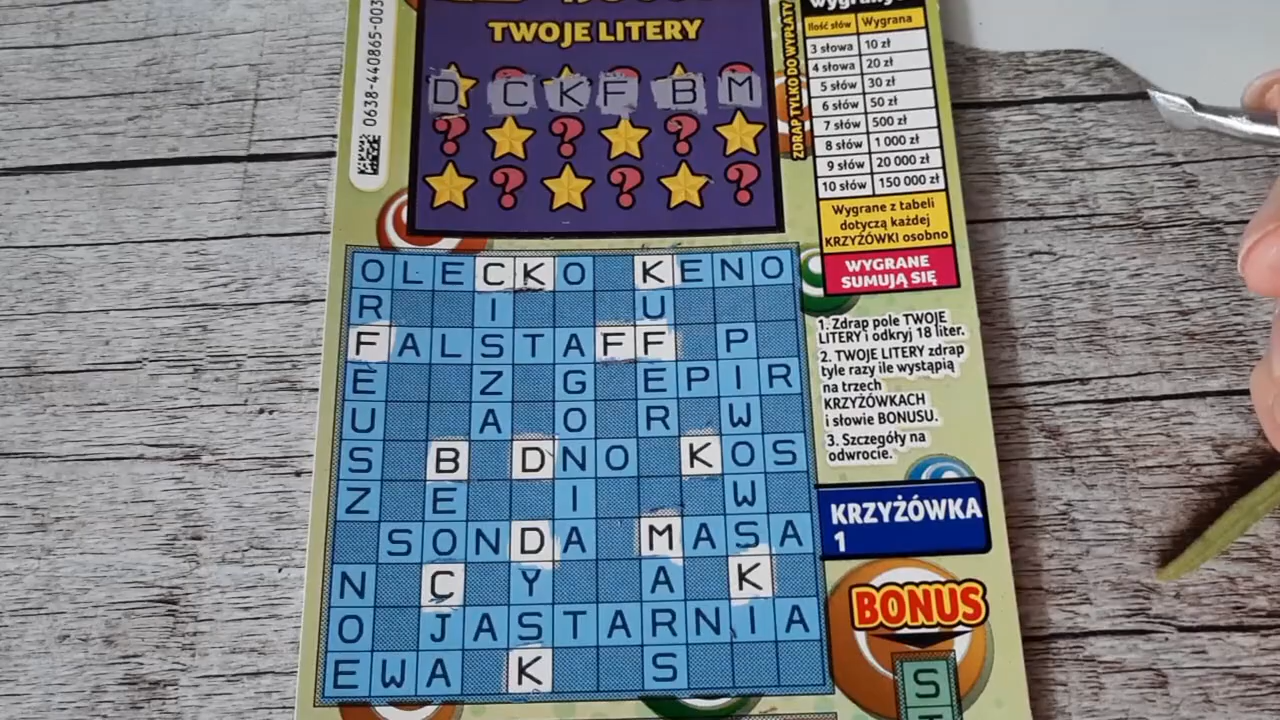 TWOJE LITERY
D C K F B M
0638-440865-003
ZDRAP TYLKO DO WYPŁATY
Ilość słów Wygrana
3 słowa 10 zł
4 słowa 20 zł
5 słów 30 zł
6 słów 50 zł
7 słów 500 zł
8 słów 1 000 zł
9 słów 20 000 zł
10 słów 150 000 zł
Wygrane z tabeli
dotyczą każdej
KRZYŻÓWKI osobno
WYGRANE
SUMUJĄ SIĘ
1. Zdrap pole TWOJE
LITERY i odkryj 18 liter.
2. TWOJE LITERY zdrap
tyle razy ile wystąpią
na trzech
KRZYŻÓWKACH
i słowie BONUSU.
3. Szczegóły na
odwrocie.
KRZYŻÓWKA
1
BONUS
S
OLECKO KENO
R I U
FALSTAFF P
E Z G EPIR
U A O R W
S B DNO KOS
Z E I W
SONDA MASA
N C Y A K
O JASTARNIA
EWA K S